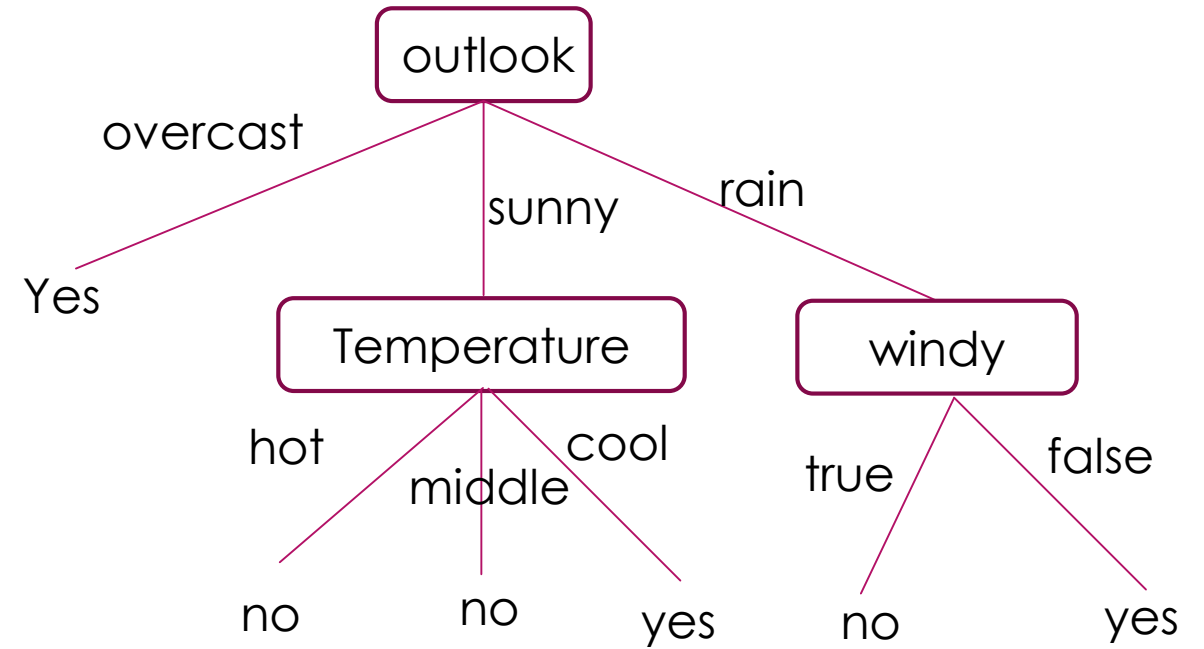 outlook
overcast
rain
sunny
Yes
Temperature
windy
hot
cool
middle
true
false
no
no
yes
no
yes